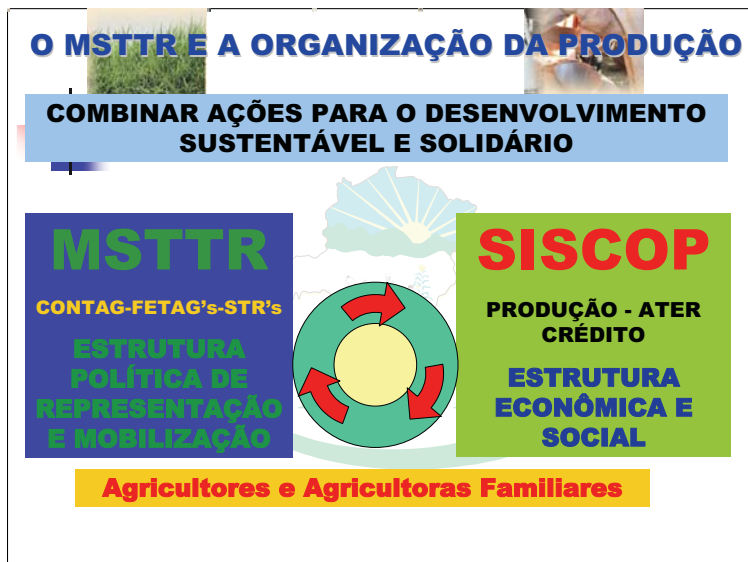 O MSTTR E A ORGANIZAÇÃO DA PRODUÇÃO
COMBINAR AÇÕES PARA O DESENVOLVIMENTO
SUSTENTÁVEL E SOLIDÁRIO
MSTTR
CONTAG-FETAG's-STR's
ESTRUTURA
POLÍTICA DE
REPRESENTAÇÃO
E MOBILIZAÇÃO
SISCOP
PRODUÇÃO - ATER
CRÉDITO
ESTRUTURA
ECONÔMICA E
SOCIAL
Agricultores e Agricultoras Familiares